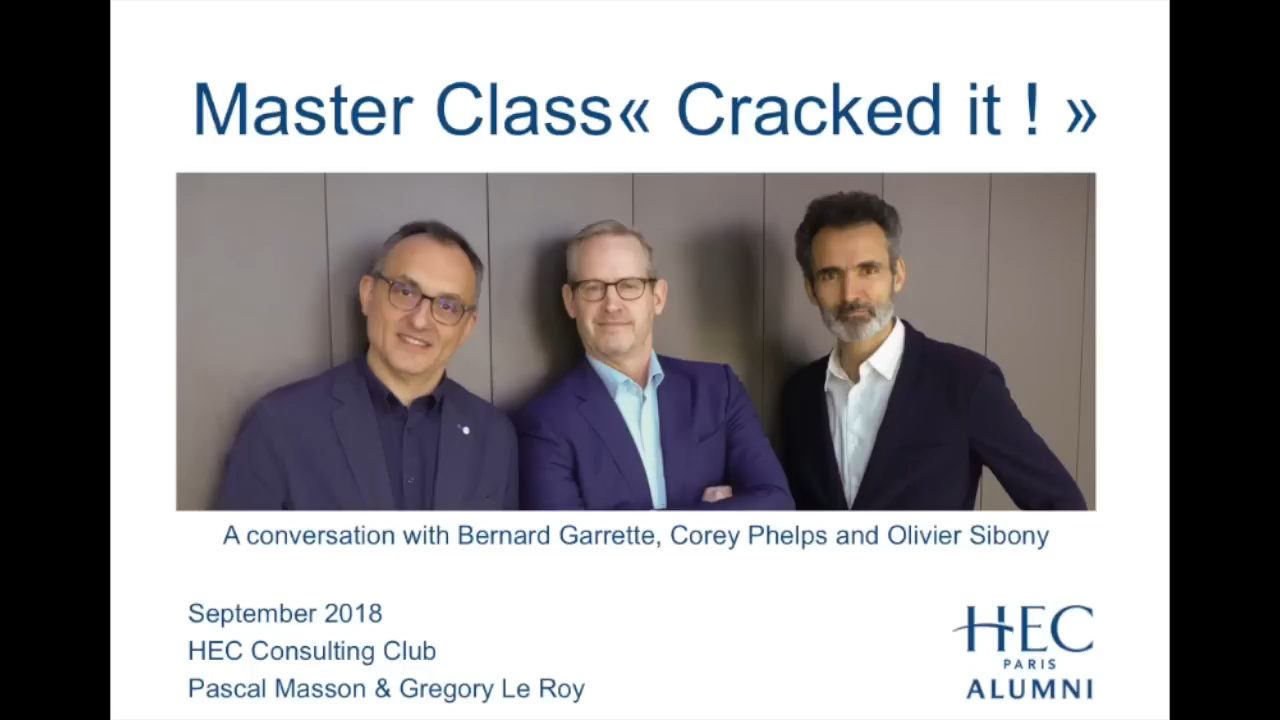 Master Class« Cracked it ! »
A conversation with Bernard Garrette, Corey Phelps and Olivier Sibony
September 2018
HEC Consulting Club
Pascal Masson & Gregory Le Roy
HEC
PARIS
ALUMNI